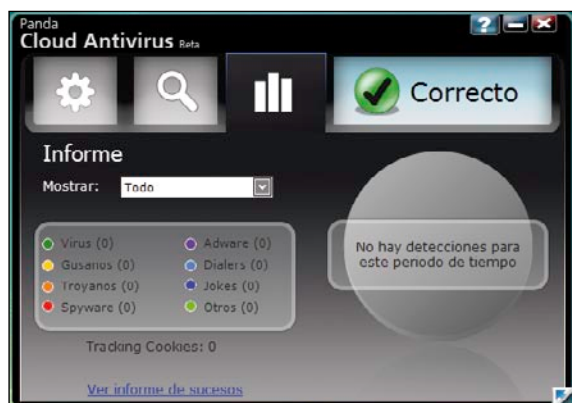 Panda
Cloud Antivirus Beta
?
Correcto
Informe
Mostrar: Todo
Virus (0)
Gusanos (0)
Troyanos (0)
Spyware (0)
Adware (0)
Dialers (0)
Jokes (0)
Otros (0)
No hay detecciones para
este periodo de tiempo
Tracking Cookies: 0
Ver informe de sucesos